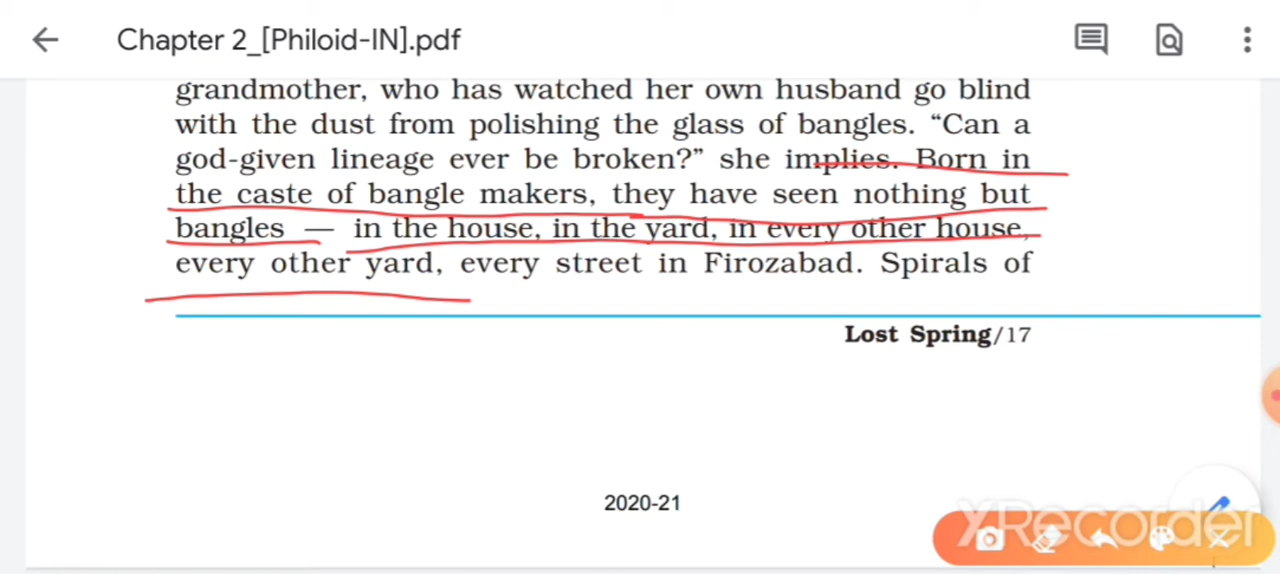 Chapter 2_[Philoid-IN].pdf
grandmother, who has watched her own husband go blind
with the dust from polishing the glass of bangles. “Can a
god-given lineage ever be broken?” she implies. Born in
the caste of bangle makers, they have seen nothing but
bangles — in the house, in the yard, in every other house,
every other yard, every street in Firozabad. Spirals of
Lost Spring/17
2020-21
XRecorder